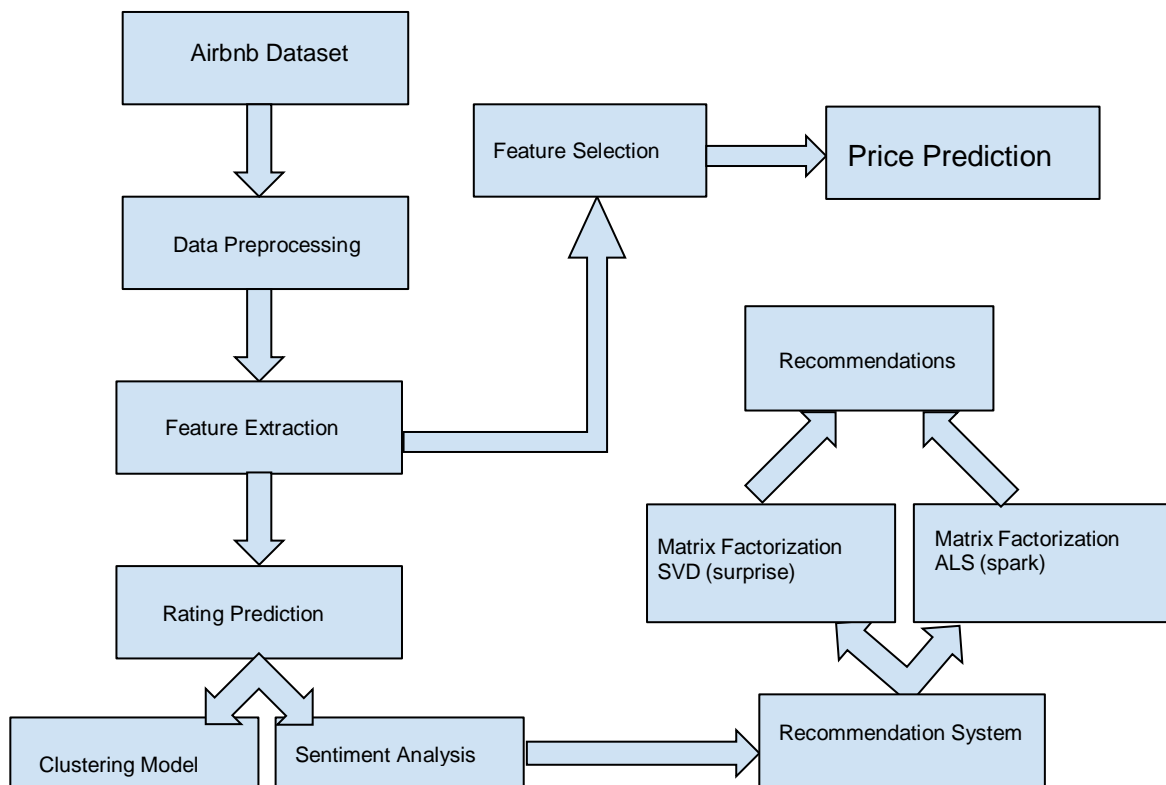 Airbnb Dataset
Feature Selection
Price Prediction
Data Preprocessing
Recommendations
Feature Extraction
Matrix Factorization
SVD (surprise)
Matrix Factorization
ALS (spark)
Rating Prediction
Clustering Model
Sentiment Analysis
Recommendation System